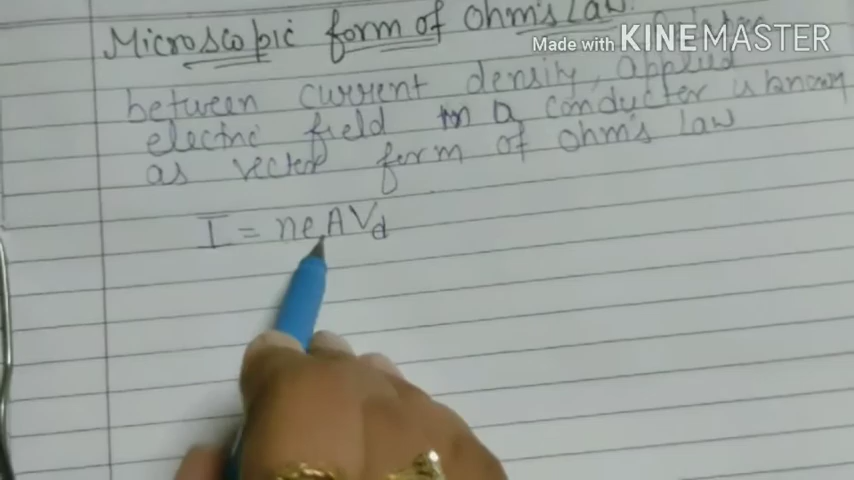 Microscopic form of Ohm's Law.
Made with KINEMASTER
between current density, applied
electric field in a conductor is known
as vector form of Ohm's Law
I = neAVd